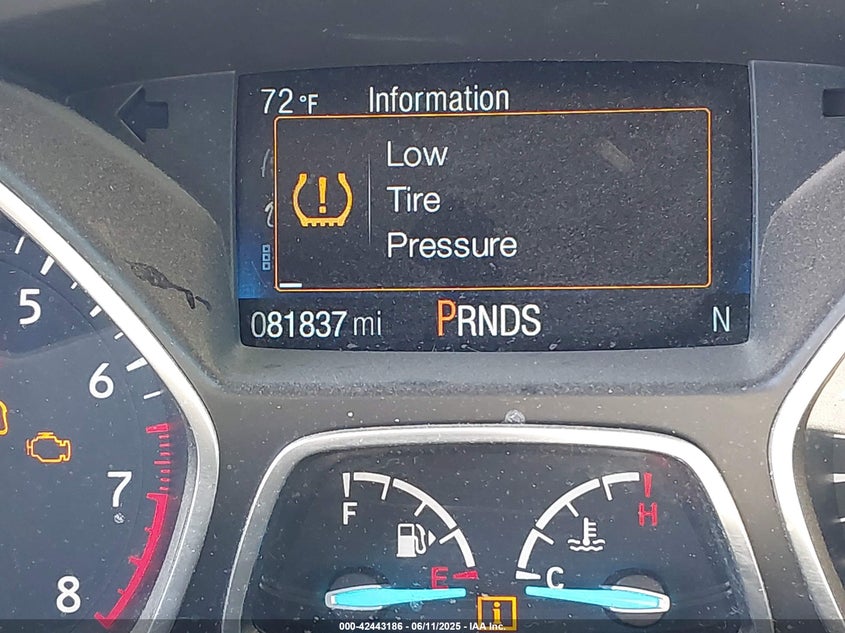 72 °F Information
Low
Tire
Pressure
081837 mi PRNDS N
5
6
7
8
F
E
H
C
i
000-42443186 - 06/11/2025 - IAA Inc.